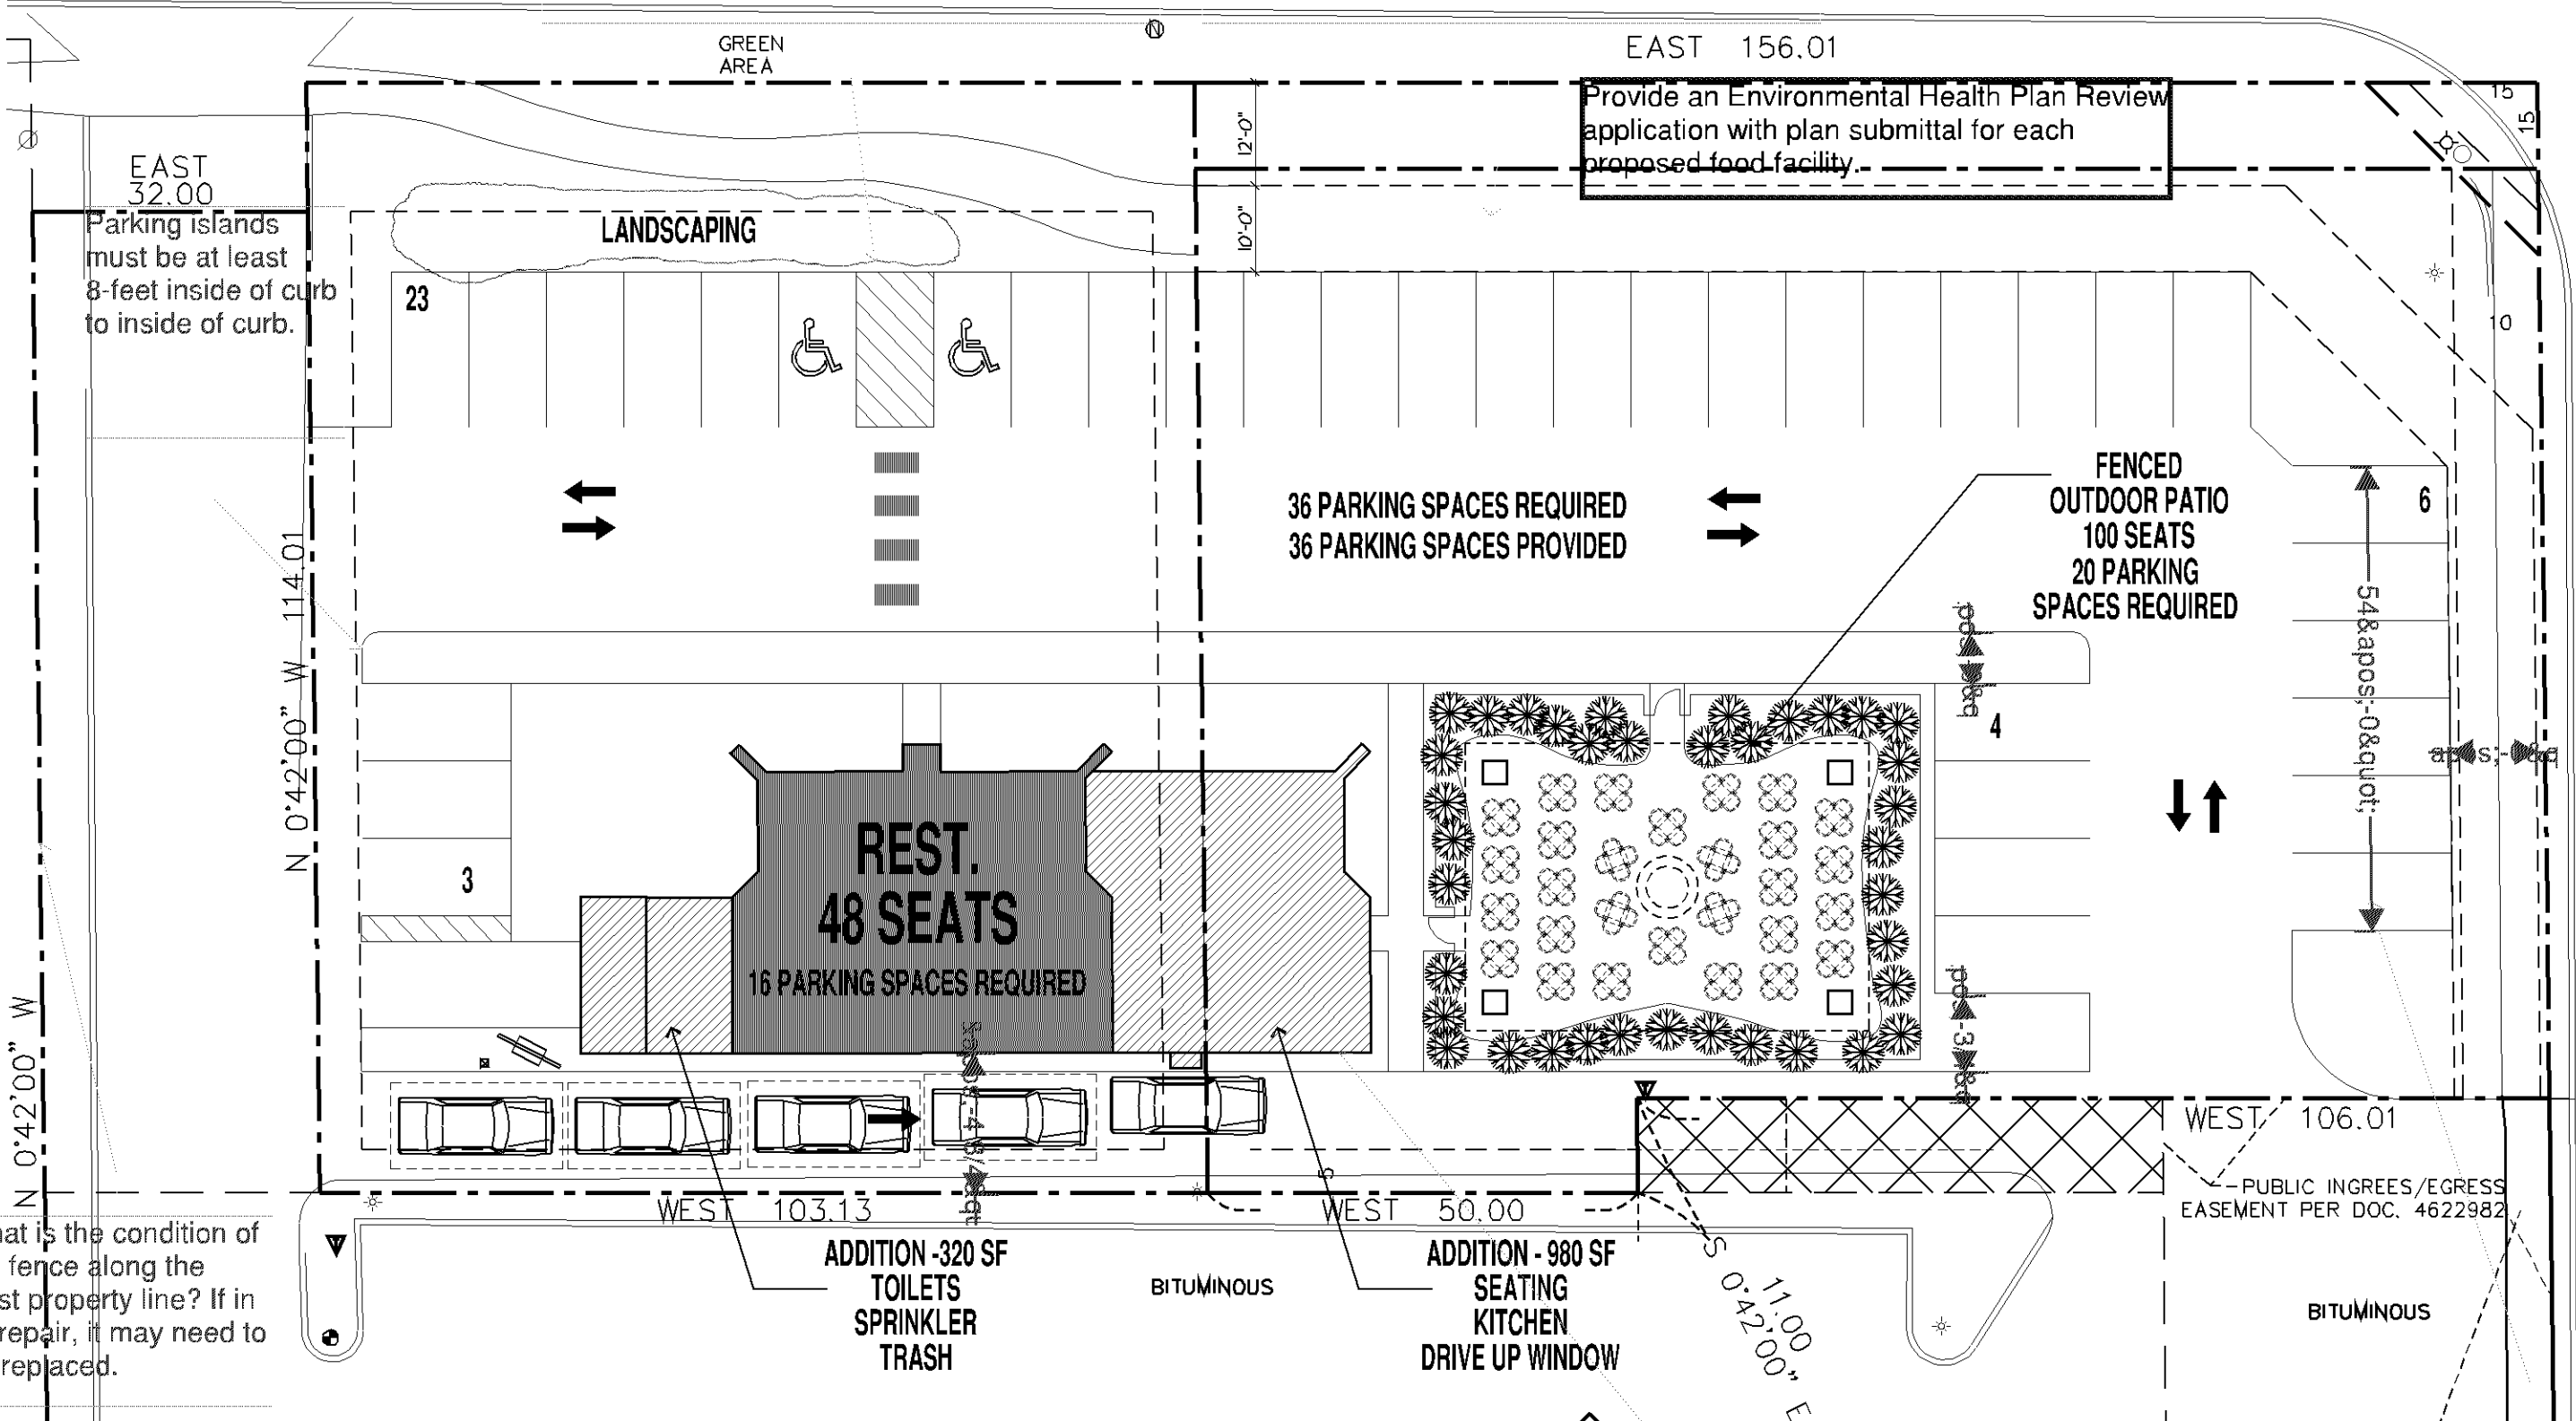 GREEN
AREA
EAST 156.01
Provide an Environmental Health Plan Review
application with plan submittal for each
proposed food facility.
15
15
12'-0"
10'-0"
EAST
32.00
Parking islands
must be at least
8-feet inside of curb
to inside of curb.
LANDSCAPING
23
10
36 PARKING SPACES REQUIRED
36 PARKING SPACES PROVIDED
FENCED
OUTDOOR PATIO
100 SEATS
20 PARKING
SPACES REQUIRED
6
54&apos;-0&quot;
N 0°42'00" W 114.01
4
3
REST.
48 SEATS
16 PARKING SPACES REQUIRED
N 0°42'00" W
WEST 103.13
5
WEST 50.00
WEST 106.01
PUBLIC INGREES/EGRESS
EASEMENT PER DOC. 4622982
hat is the condition of
fence along the
st property line? If in
repair, it may need to
replaced.
ADDITION -320 SF
TOILETS
SPRINKLER
TRASH
BITUMINOUS
ADDITION - 980 SF
SEATING
KITCHEN
DRIVE UP WINDOW
11.00
S 0°42'00" E
BITUMINOUS